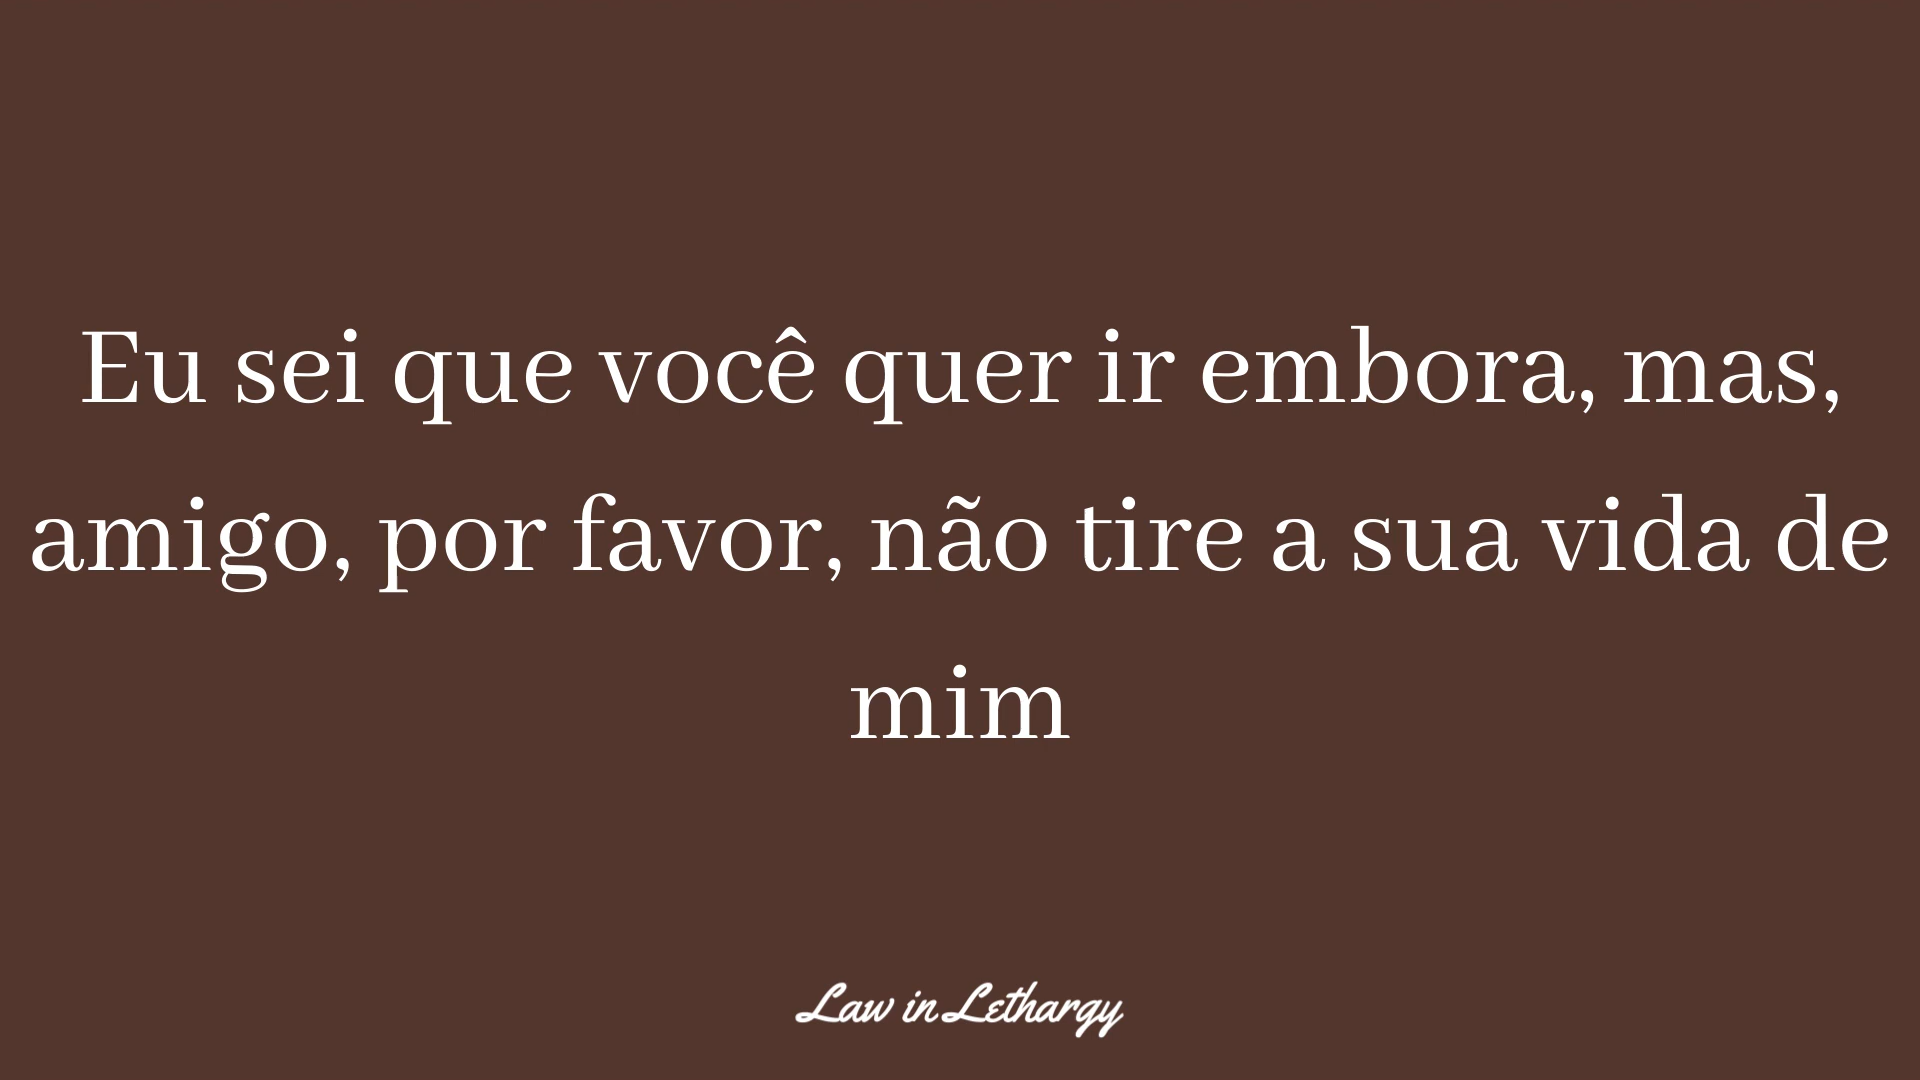 Eu sei que você quer ir embora, mas,
amigo, por favor, não tire a sua vida de
mim
Law in Lethargy